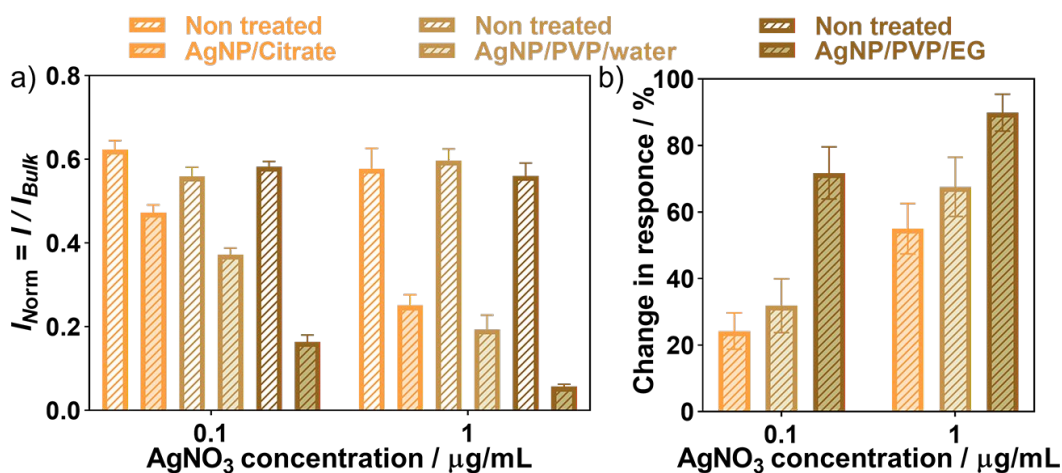 Non treated Non treated Non treated
AgNP/Citrate AgNP/PVP/water AgNP/PVP/EG
a)
I_Norm = I / I_Bulk
0.8
0.6
0.4
0.2
0.0
0.1 1
AgNO₃ concentration / μg/mL
b)
Change in responce / %
100
80
60
40
20
0
0.1 1
AgNO₃ concentration / μg/mL